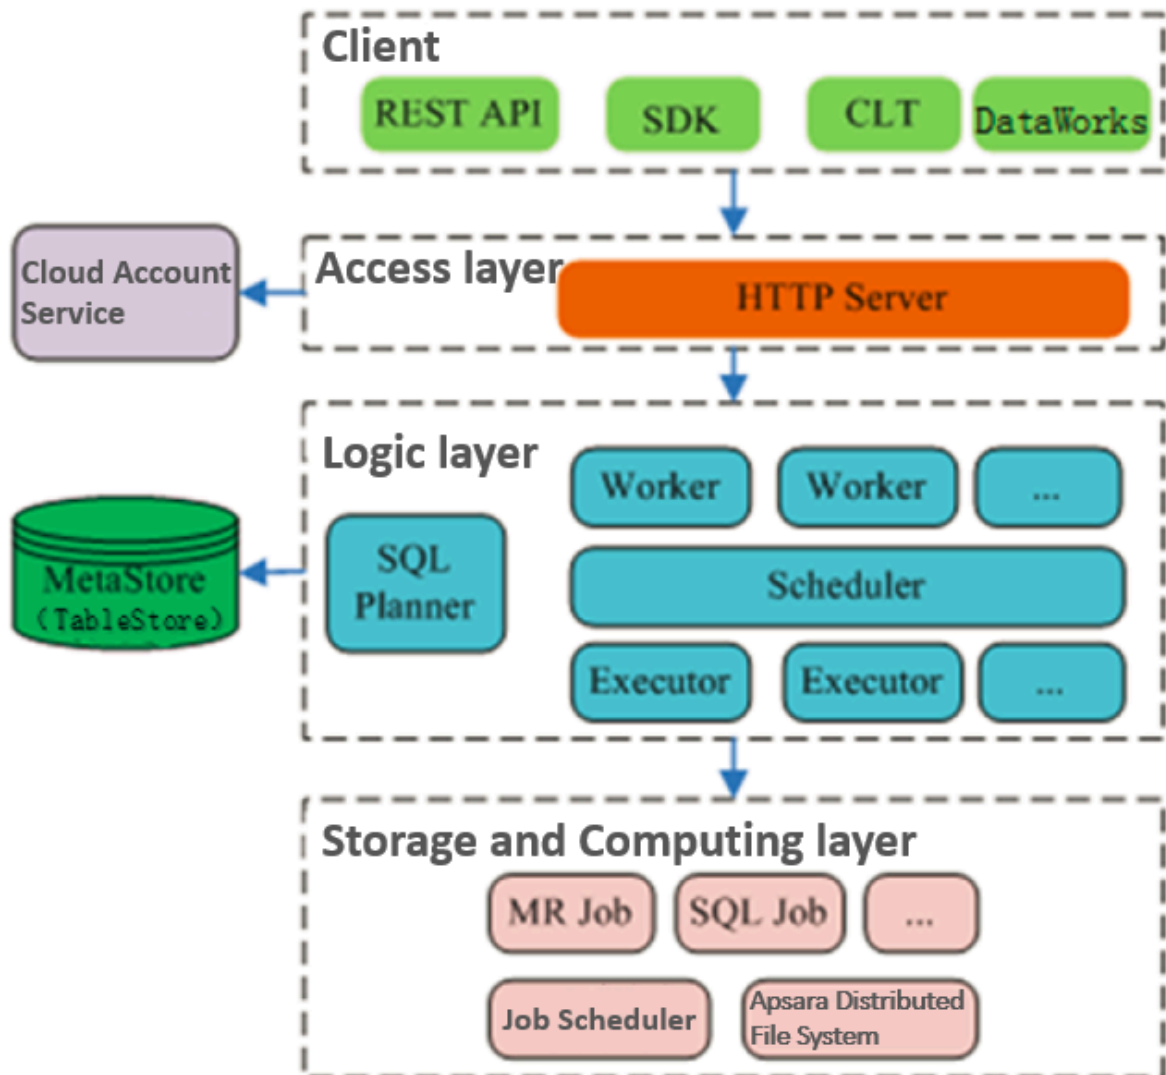 Client
REST API
SDK
CLT
DataWorks
Cloud Account
Service
Access layer
HTTP Server
Logic layer
Worker
Worker
...
MetaStore
(TableStore)
SQL
Planner
Scheduler
Executor
Executor
...
Storage and Computing layer
MR Job
SQL Job
...
Job Scheduler
Apsara Distributed
File System